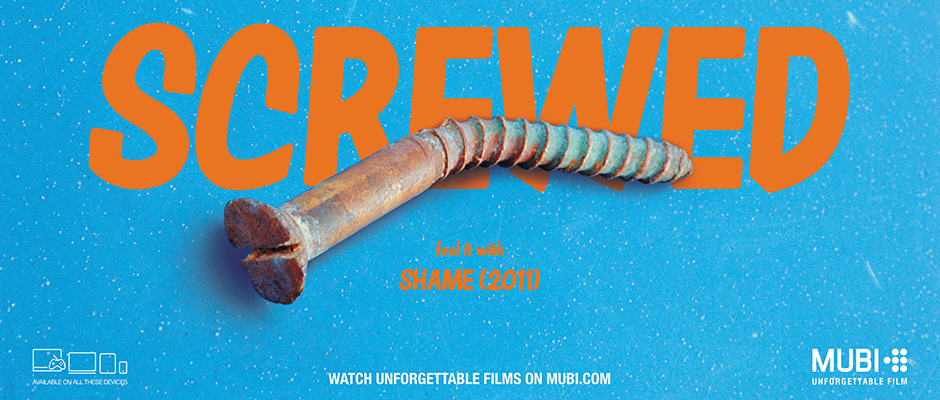 SCREWED
feel it with
SHAME (2011)
AVAILABLE ON ALL THESE DEVICES
WATCH UNFORGETTABLE FILMS ON MUBI.COM
MUBI
UNFORGETTABLE FILM